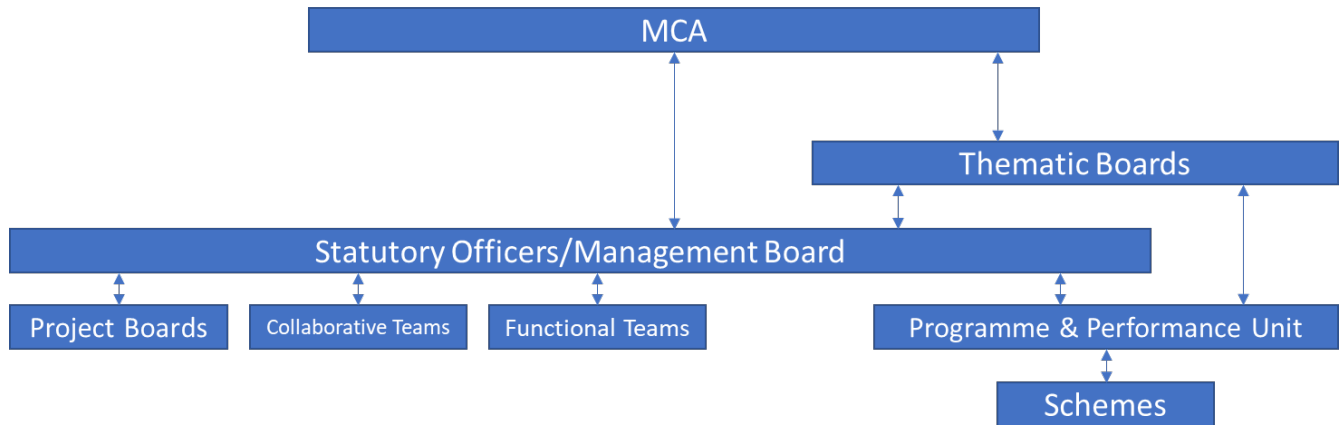 MCA
Thematic Boards
Statutory Officers/Management Board
Project Boards
Collaborative Teams
Functional Teams
Programme & Performance Unit
Schemes